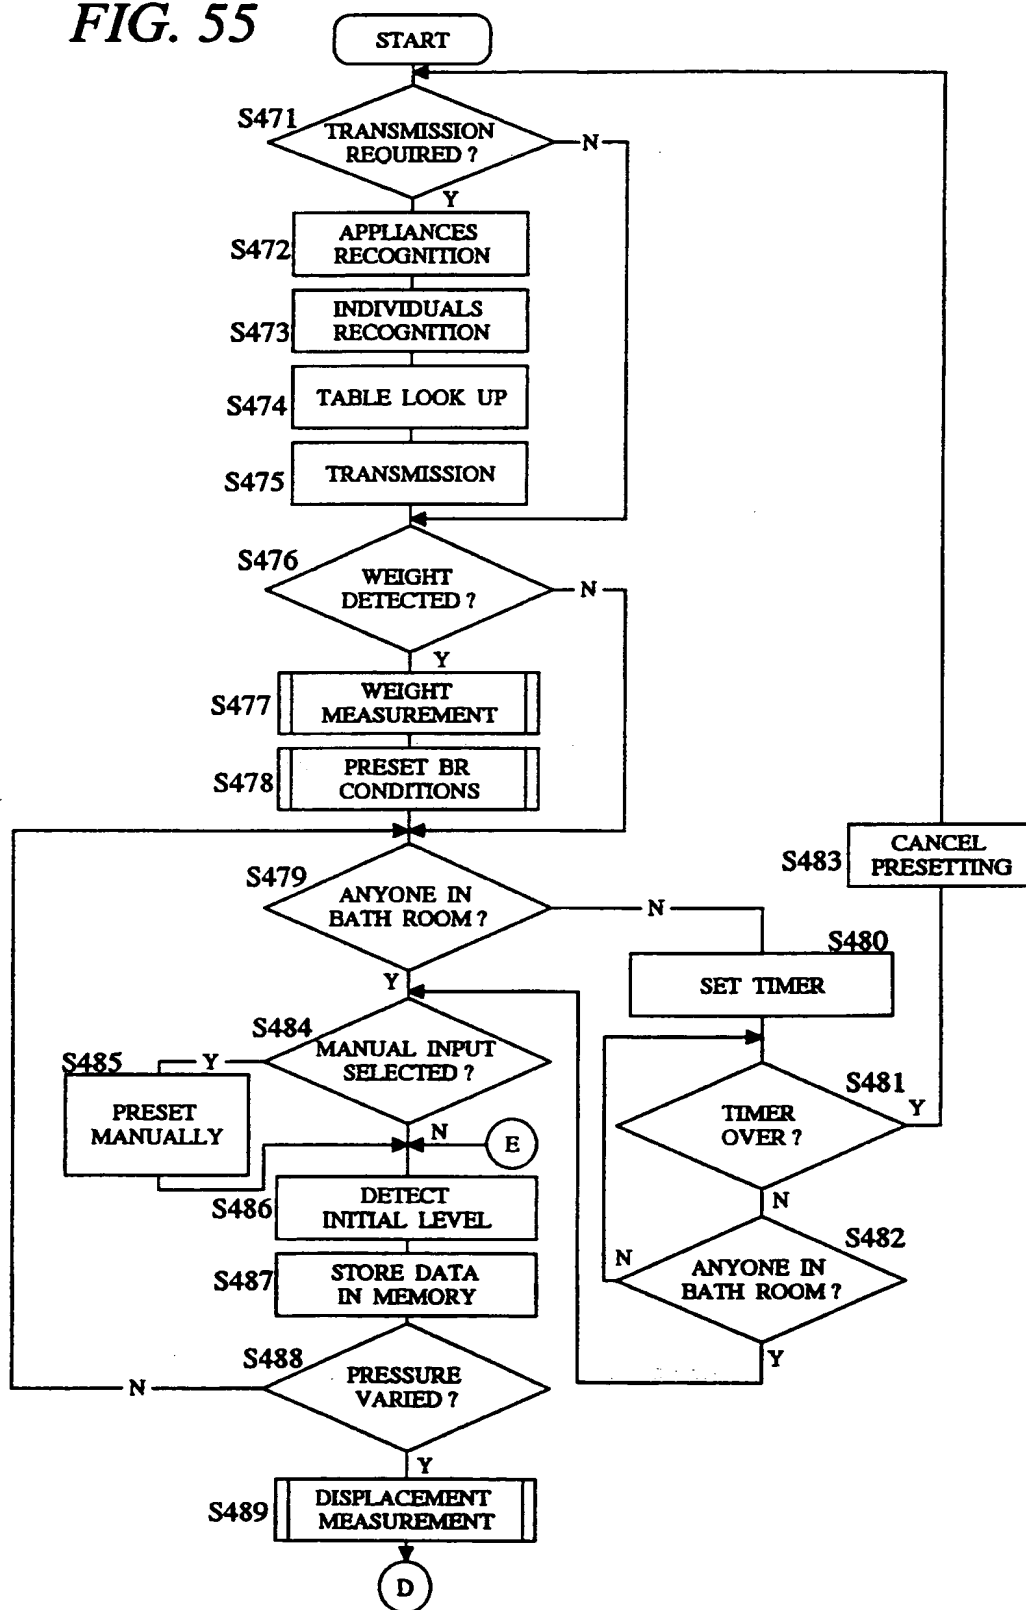 FIG. 55
START
S471
TRANSMISSION
REQUIRED ?
N
Y
S472
APPLIANCES
RECOGNITION
S473
INDIVIDUALS
RECOGNITION
S474
TABLE LOOK UP
S475
TRANSMISSION
S476
WEIGHT
DETECTED ?
N
Y
S477
WEIGHT
MEASUREMENT
S478
PRESET BR
CONDITIONS
S479
ANYONE IN
BATH ROOM ?
N
Y
S480
SET TIMER
S481
TIMER
OVER ?
Y
N
S482
ANYONE IN
BATH ROOM ?
N
Y
S483
CANCEL
PRESETTING
S484
MANUAL INPUT
SELECTED ?
Y
N
S485
PRESET
MANUALLY
E
S486
DETECT
INITIAL LEVEL
S487
STORE DATA
IN MEMORY
S488
PRESSURE
VARIED ?
N
Y
S489
DISPLACEMENT
MEASUREMENT
D